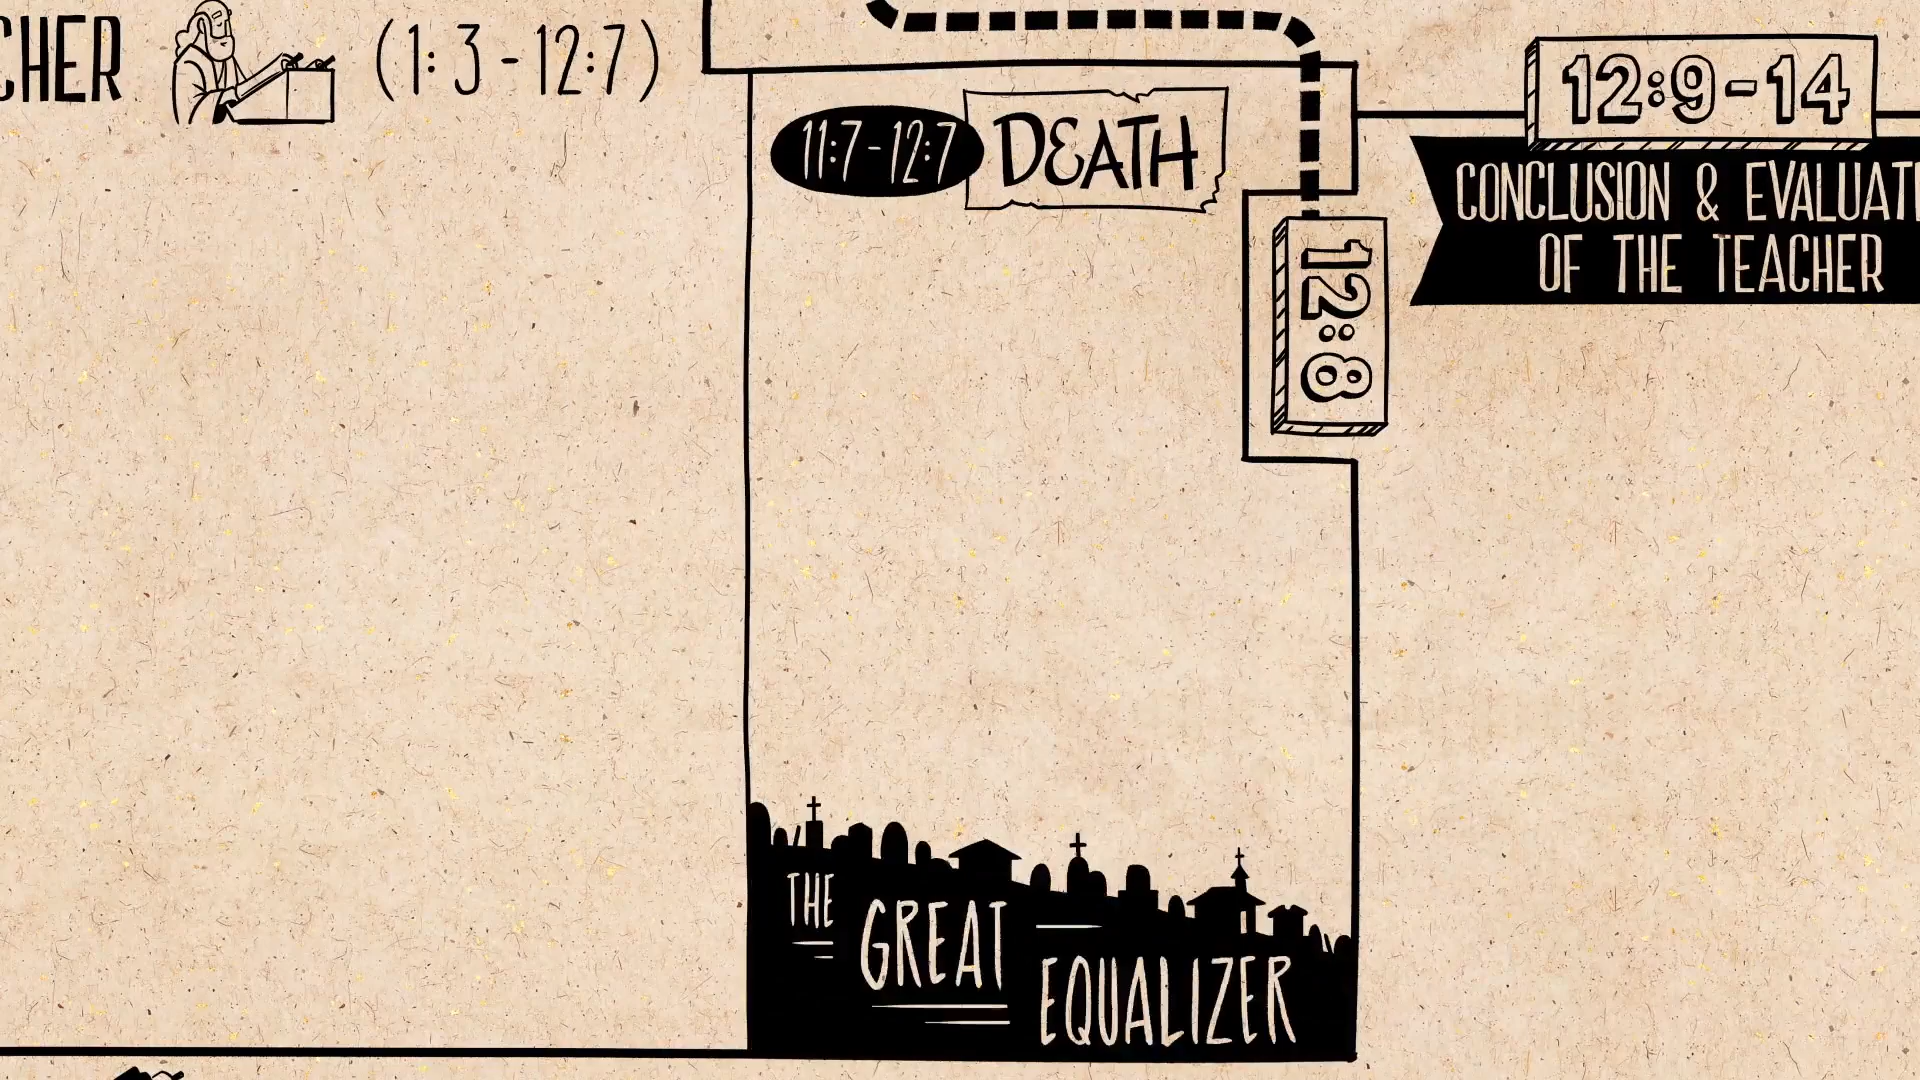 CHER (1:3-12:7)
11:7-12:7 DEATH
12:8
12:9-14
CONCLUSION & EVALUATI
OF THE TEACHER
THE GREAT EQUALIZER